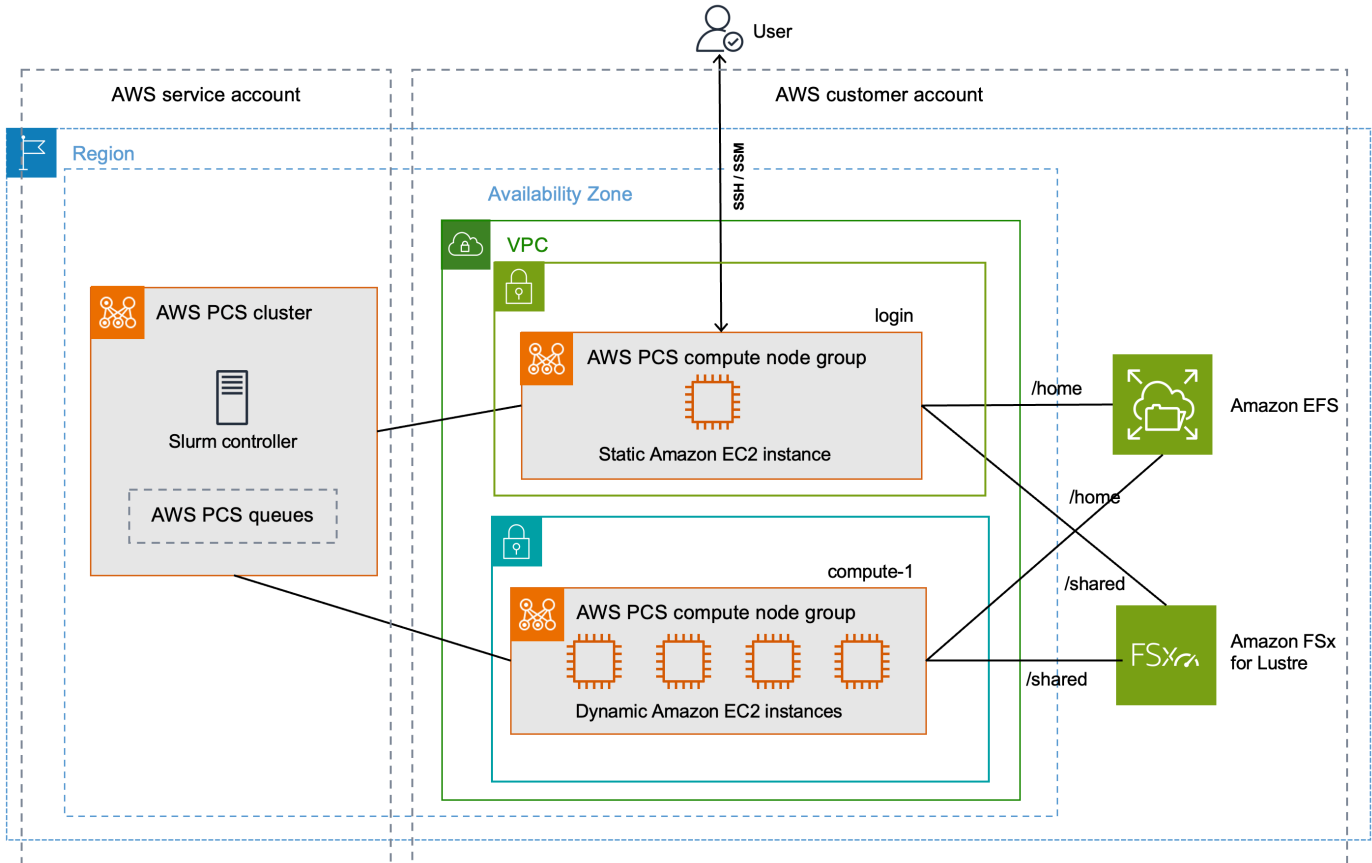 User
AWS service account
AWS customer account
Region
SSH / SSM
Availability Zone
VPC
AWS PCS cluster
login
AWS PCS compute node group
/home
Amazon EFS
Slurm controller
Static Amazon EC2 instance
/home
AWS PCS queues
compute-1
/shared
AWS PCS compute node group
Amazon FSx
for Lustre
FSx
/shared
Dynamic Amazon EC2 instances